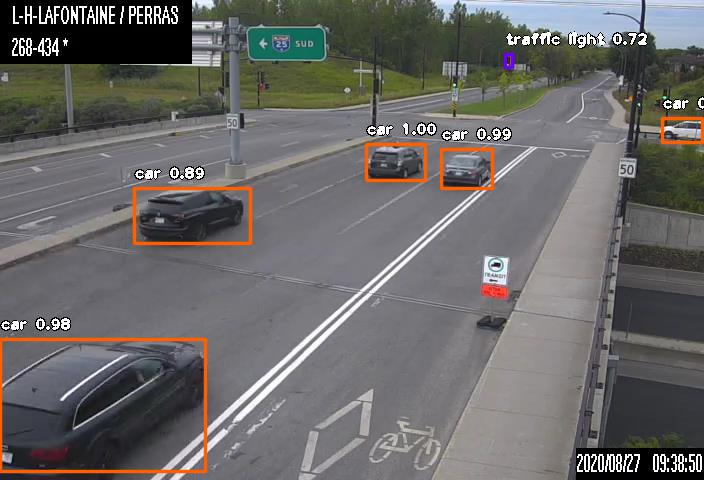 L-H-LAFONTAINE / PERRAS
268-434 *
25 SUD
traffic light 0.72
car 0
car 1.00
car 0.99
50
car 0.89
50
TRANSIT
car 0.98
2020/08/27 09:38:50